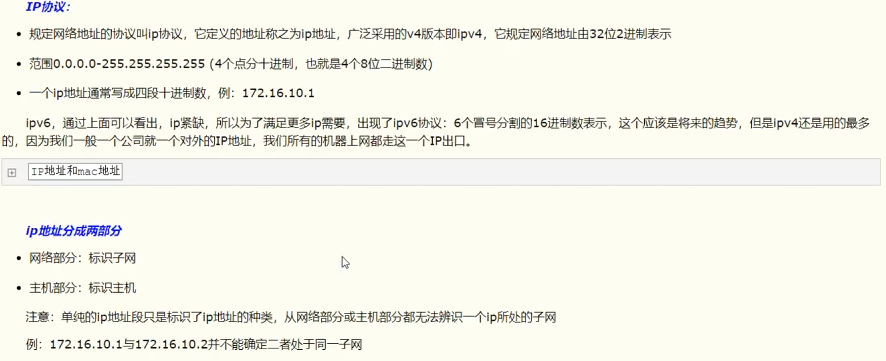 IP协议：
规定网络地址的协议叫ip协议，它定义的地址称之为ip地址，广泛采用的v4版本即ipv4，它规定网络地址由32位2进制表示
范围0.0.0.0-255.255.255.255 (4个点分十进制，也就是4个8位二进制数)
一个ip地址通常写成四段十进制数，例：172.16.10.1
ipv6，通过上面可以看出，ip紧缺，所以为了满足更多ip需要，出现了ipv6协议：6个冒号分割的16进制数表示，这个应该是将来的趋势，但是ipv4还是用的最多
的，因为我们一般一个公司就一个对外的IP地址，我们所有的机器上网都走这一个IP出口。
IP地址和mac地址
ip地址分成两部分
网络部分：标识子网
主机部分：标识主机
注意：单纯的ip地址段只是标识了ip地址的种类，从网络部分或主机部分都无法辨识一个ip所处的子网
例：172.16.10.1与172.16.10.2并不能确定二者处于同一子网